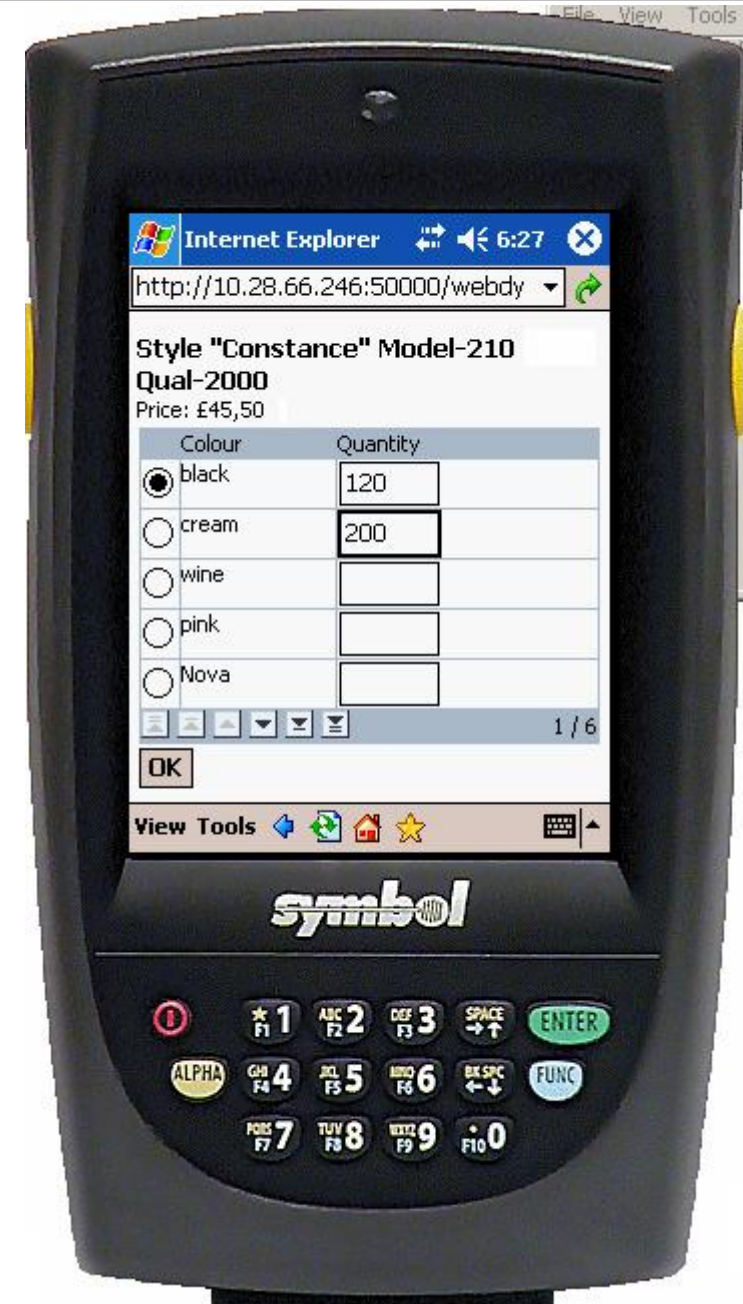 File View Tools
Internet Explorer 6:27
http://10.28.66.246:50000/webdy
Style "Constance" Model-210
Qual-2000
Price: £45,50
Colour Quantity
black 120
cream 200
wine
pink
Nova
1 / 6
OK
View Tools
symbol
F1 1 ABC F2 2 DEF F3 3 SPACE ENTER
ALPHA GHI F4 4 JKL F5 5 MNO F6 6 BKSPC FUNC
PQRS F7 7 TUV F8 8 WXYZ F9 9 F10 0